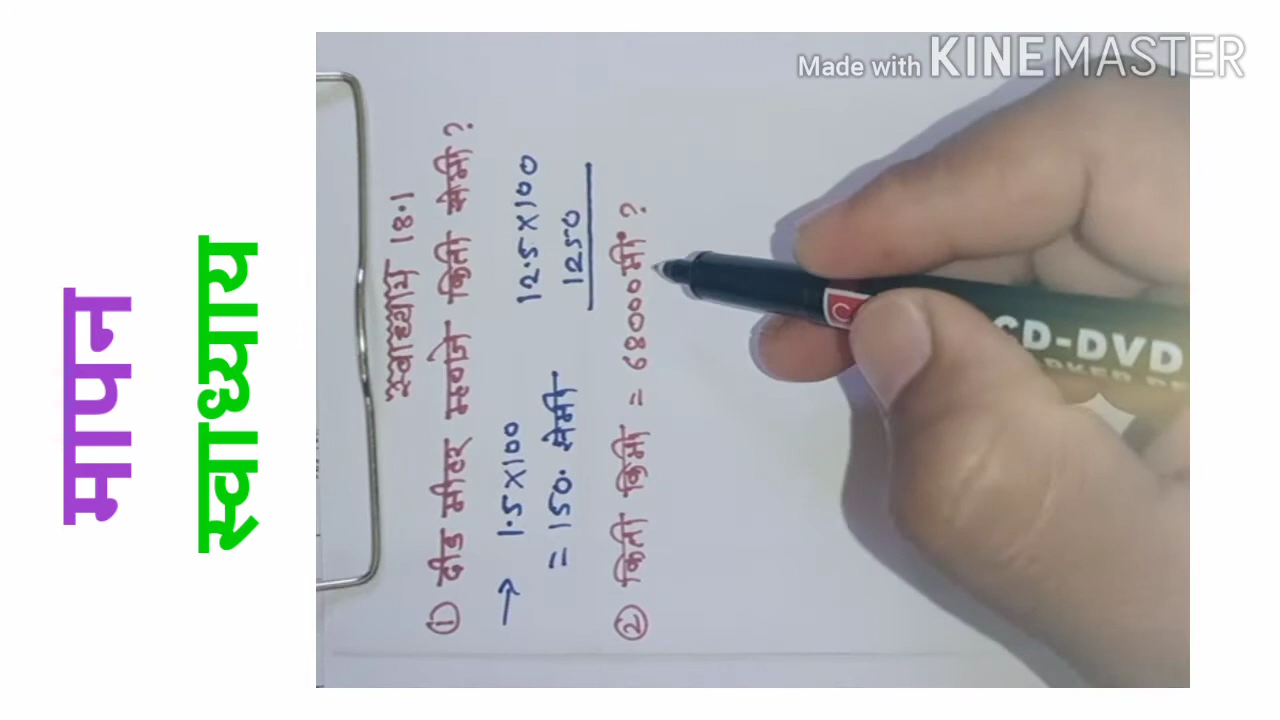 Made with KINEMASTER
मापन
स्वाध्याय
स्वाध्याय 18.1
① दीड मीटर म्हणजे किती सेमी?
→ 1.5×100
= 150. सेमी
12.5×100
1250
② किती किमी = 68000मी?
CD-DVD